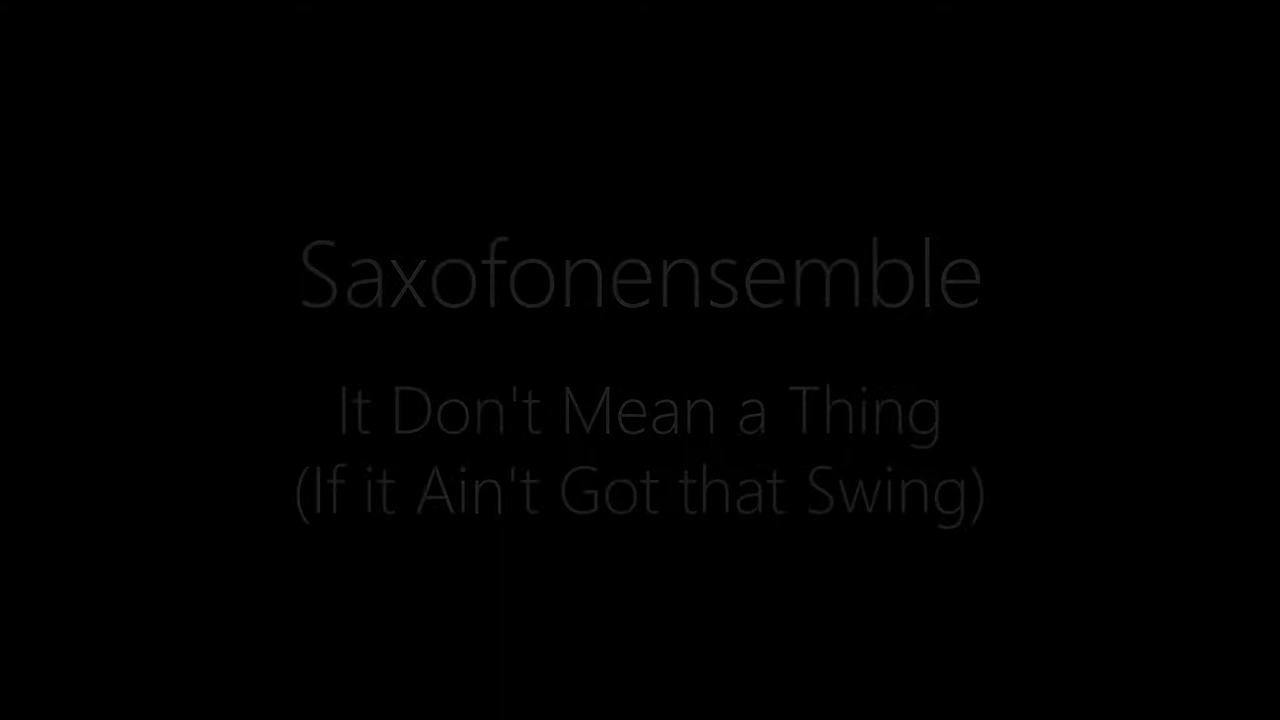 Saxofonensemble
It Don't Mean a Thing
(If it Ain't Got that Swing)